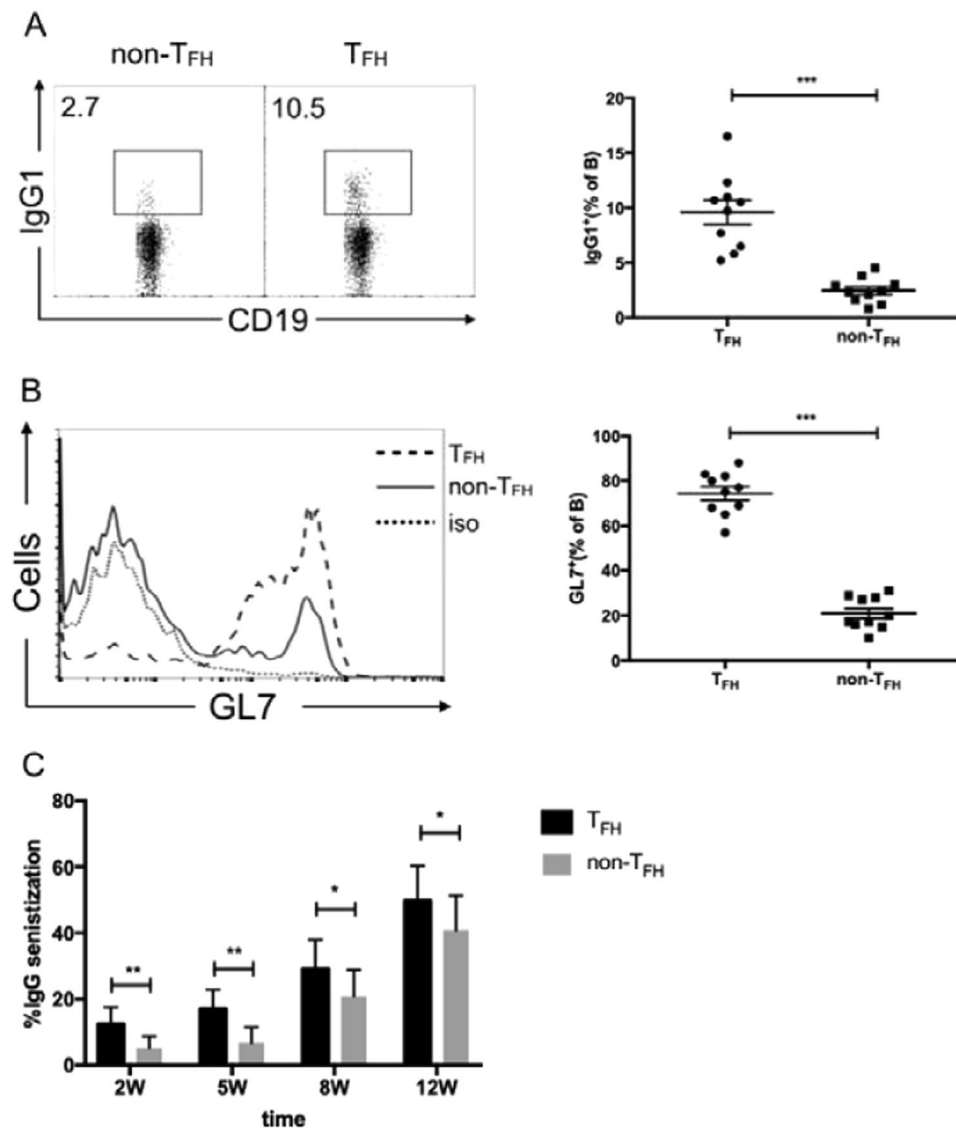 A
non-TFH
TFH
2.7
10.5
IgG1
CD19
***
20
15
10
5
0
IgG1+(% of B)
TFH
non-TFH
B
Cells
GL7
TFH
non-TFH
iso
***
100
80
60
40
20
0
GL7+(% of B)
TFH
non-TFH
C
80
60
40
20
0
%IgG senistization
**
**
*
*
2W
5W
8W
12W
time
TFH
non-TFH